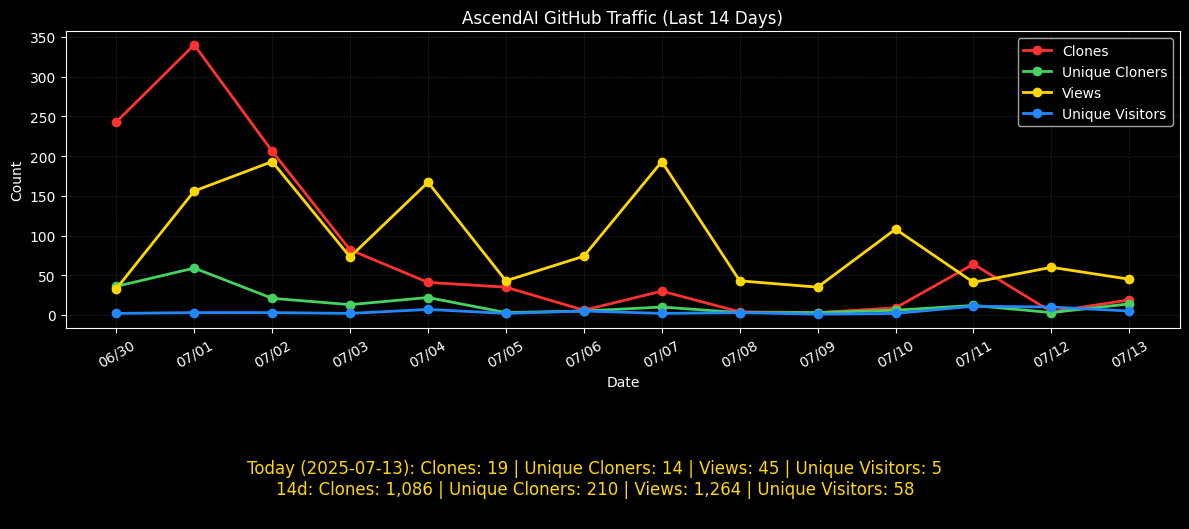 AscendAI GitHub Traffic (Last 14 Days)
350
300
250
200
150
100
50
0
Count
Clones
Unique Cloners
Views
Unique Visitors
06/30 07/01 07/02 07/03 07/04 07/05 07/06 07/07 07/08 07/09 07/10 07/11 07/12 07/13
Date
Today (2025-07-13): Clones: 19 | Unique Cloners: 14 | Views: 45 | Unique Visitors: 5
14d: Clones: 1,086 | Unique Cloners: 210 | Views: 1,264 | Unique Visitors: 58